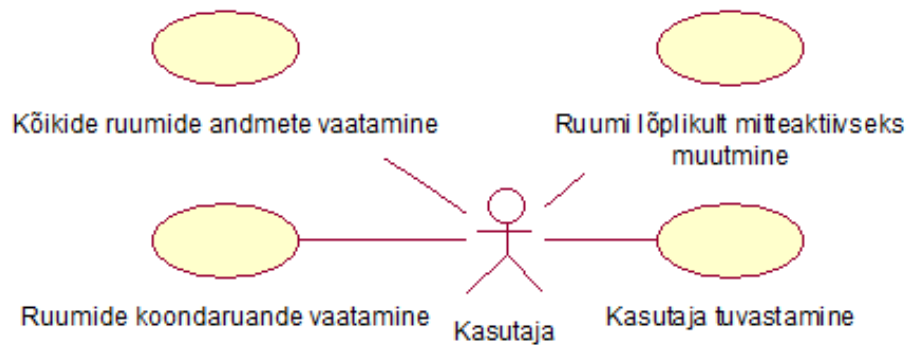 Kõikide ruumide andmete vaatamine
Ruumi lõplikult mitteaktiivseks
muutmine
Ruumide koondaruande vaatamine
Kasutaja
Kasutaja tuvastamine